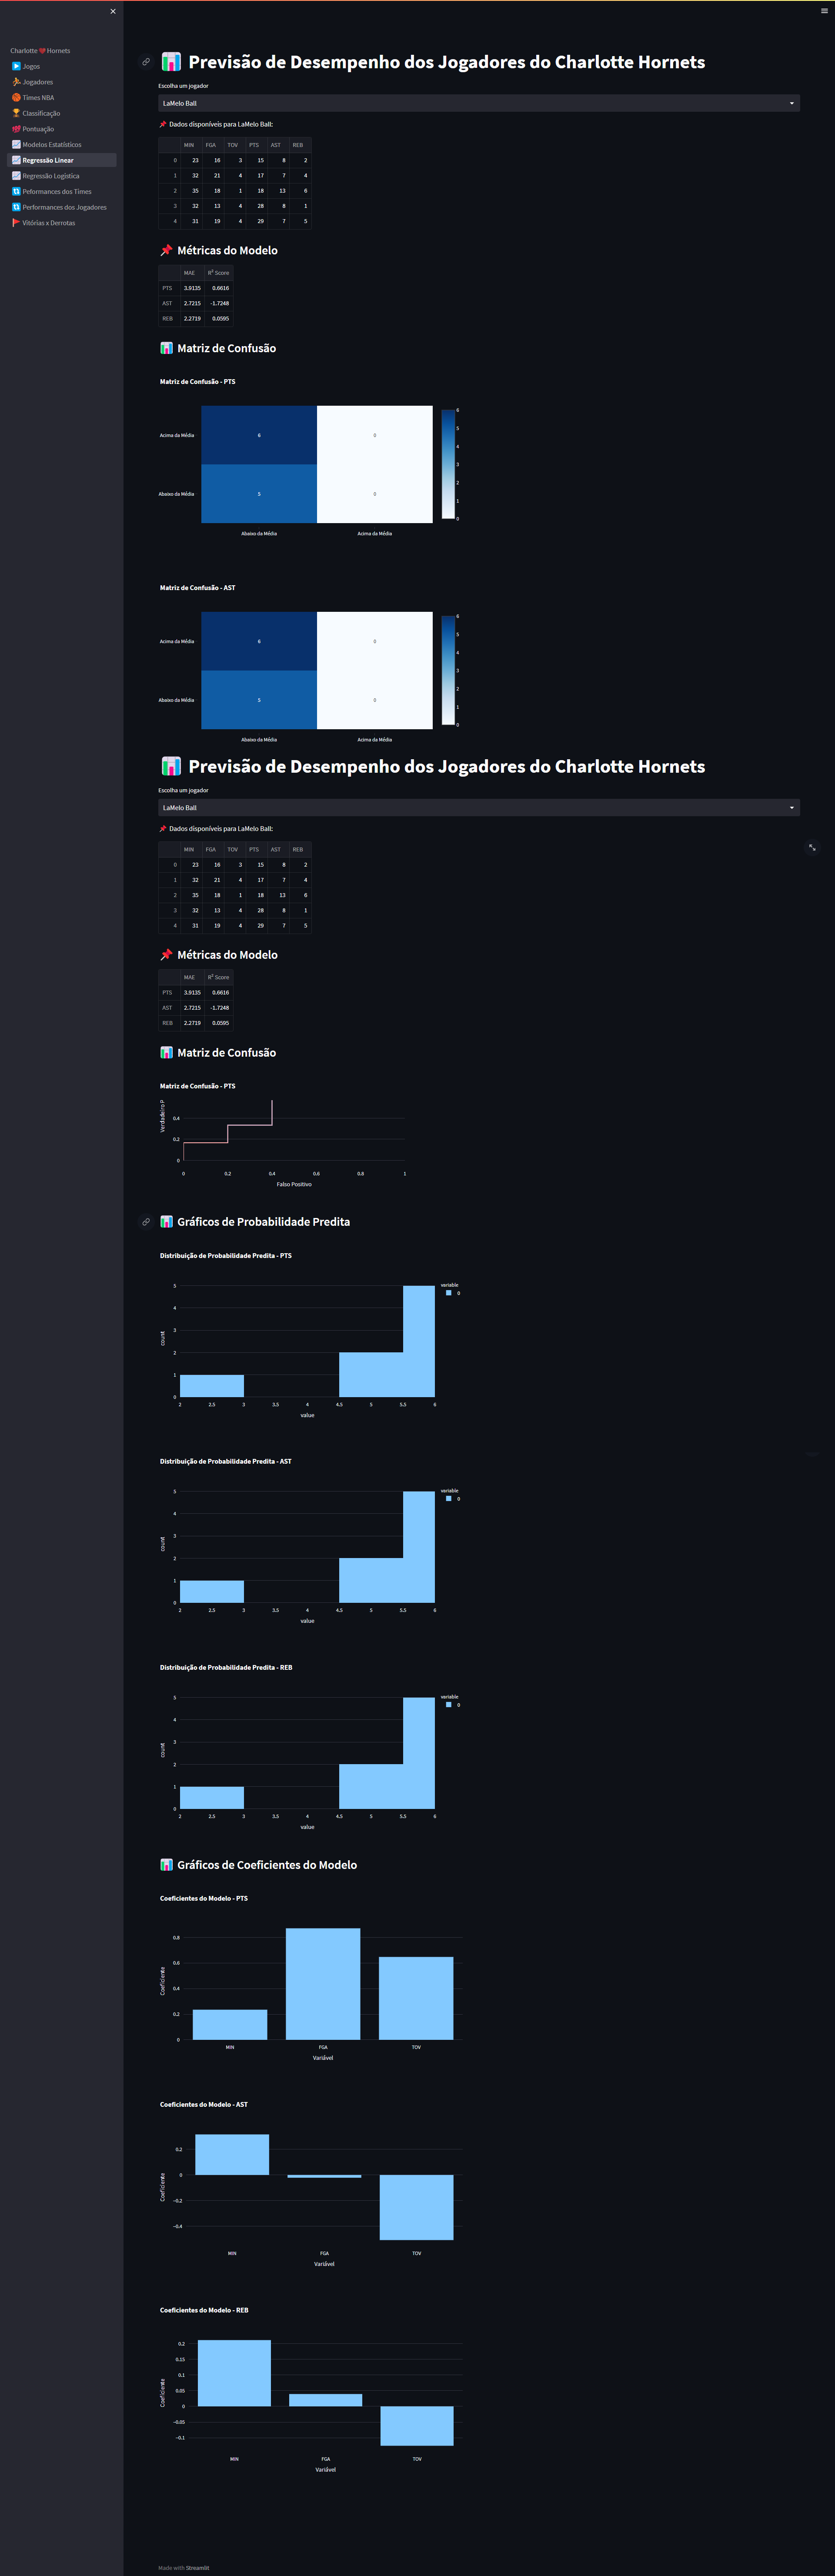 Charlotte ❤️ Hornets
Jogos
Jogadores
Times NBA
Classificação
Pontuação
Modelos Estatísticos
Regressão Linear
Regressão Logística
Peformances dos Times
Performances dos Jogadores
Vitórias x Derrotas
Previsão de Desempenho dos Jogadores do Charlotte Hornets
Escolha um jogador
LaMelo Ball
Dados disponíveis para LaMelo Ball:
MIN FGA TOV PTS AST REB
0 23 16 3 15 8 2
1 32 21 4 17 7 4
2 35 18 1 18 13 6
3 32 13 4 28 8 1
4 31 19 4 29 7 5
Métricas do Modelo
MAE R² Score
PTS 3.9135 0.6616
AST 2.7215 -1.7248
REB 2.2719 0.0595
Matriz de Confusão
Matriz de Confusão - PTS
Acima da Média 6 0
Abaixo da Média 5 0
Abaixo da Média Acima da Média
6
5
4
3
2
1
0
Matriz de Confusão - AST
Acima da Média 6 0
Abaixo da Média 5 0
Abaixo da Média Acima da Média
6
5
4
3
2
1
0
Previsão de Desempenho dos Jogadores do Charlotte Hornets
Escolha um jogador
LaMelo Ball
Dados disponíveis para LaMelo Ball:
MIN FGA TOV PTS AST REB
0 23 16 3 15 8 2
1 32 21 4 17 7 4
2 35 18 1 18 13 6
3 32 13 4 28 8 1
4 31 19 4 29 7 5
Métricas do Modelo
MAE R² Score
PTS 3.9135 0.6616
AST 2.7215 -1.7248
REB 2.2719 0.0595
Matriz de Confusão
Matriz de Confusão - PTS
Verdadeiro P
0.4
0.2
0
0 0.2 0.4 0.6 0.8 1
Falso Positivo
Gráficos de Probabilidade Predita
Distribuição de Probabilidade Predita - PTS
variable
0
count
5
4
3
2
1
0
2 2.5 3 3.5 4 4.5 5 5.5 6
value
Distribuição de Probabilidade Predita - AST
variable
0
count
5
4
3
2
1
0
2 2.5 3 3.5 4 4.5 5 5.5 6
value
Distribuição de Probabilidade Predita - REB
variable
0
count
5
4
3
2
1
0
2 2.5 3 3.5 4 4.5 5 5.5 6
value
Gráficos de Coeficientes do Modelo
Coeficientes do Modelo - PTS
Coeficiente
0.8
0.6
0.4
0.2
0
MIN FGA TOV
Variável
Coeficientes do Modelo - AST
Coeficiente
0.2
0
−0.2
−0.4
MIN FGA TOV
Variável
Coeficientes do Modelo - REB
Coeficiente
0.2
0.15
0.1
0.05
0
−0.05
−0.1
MIN FGA TOV
Variável
Made with Streamlit